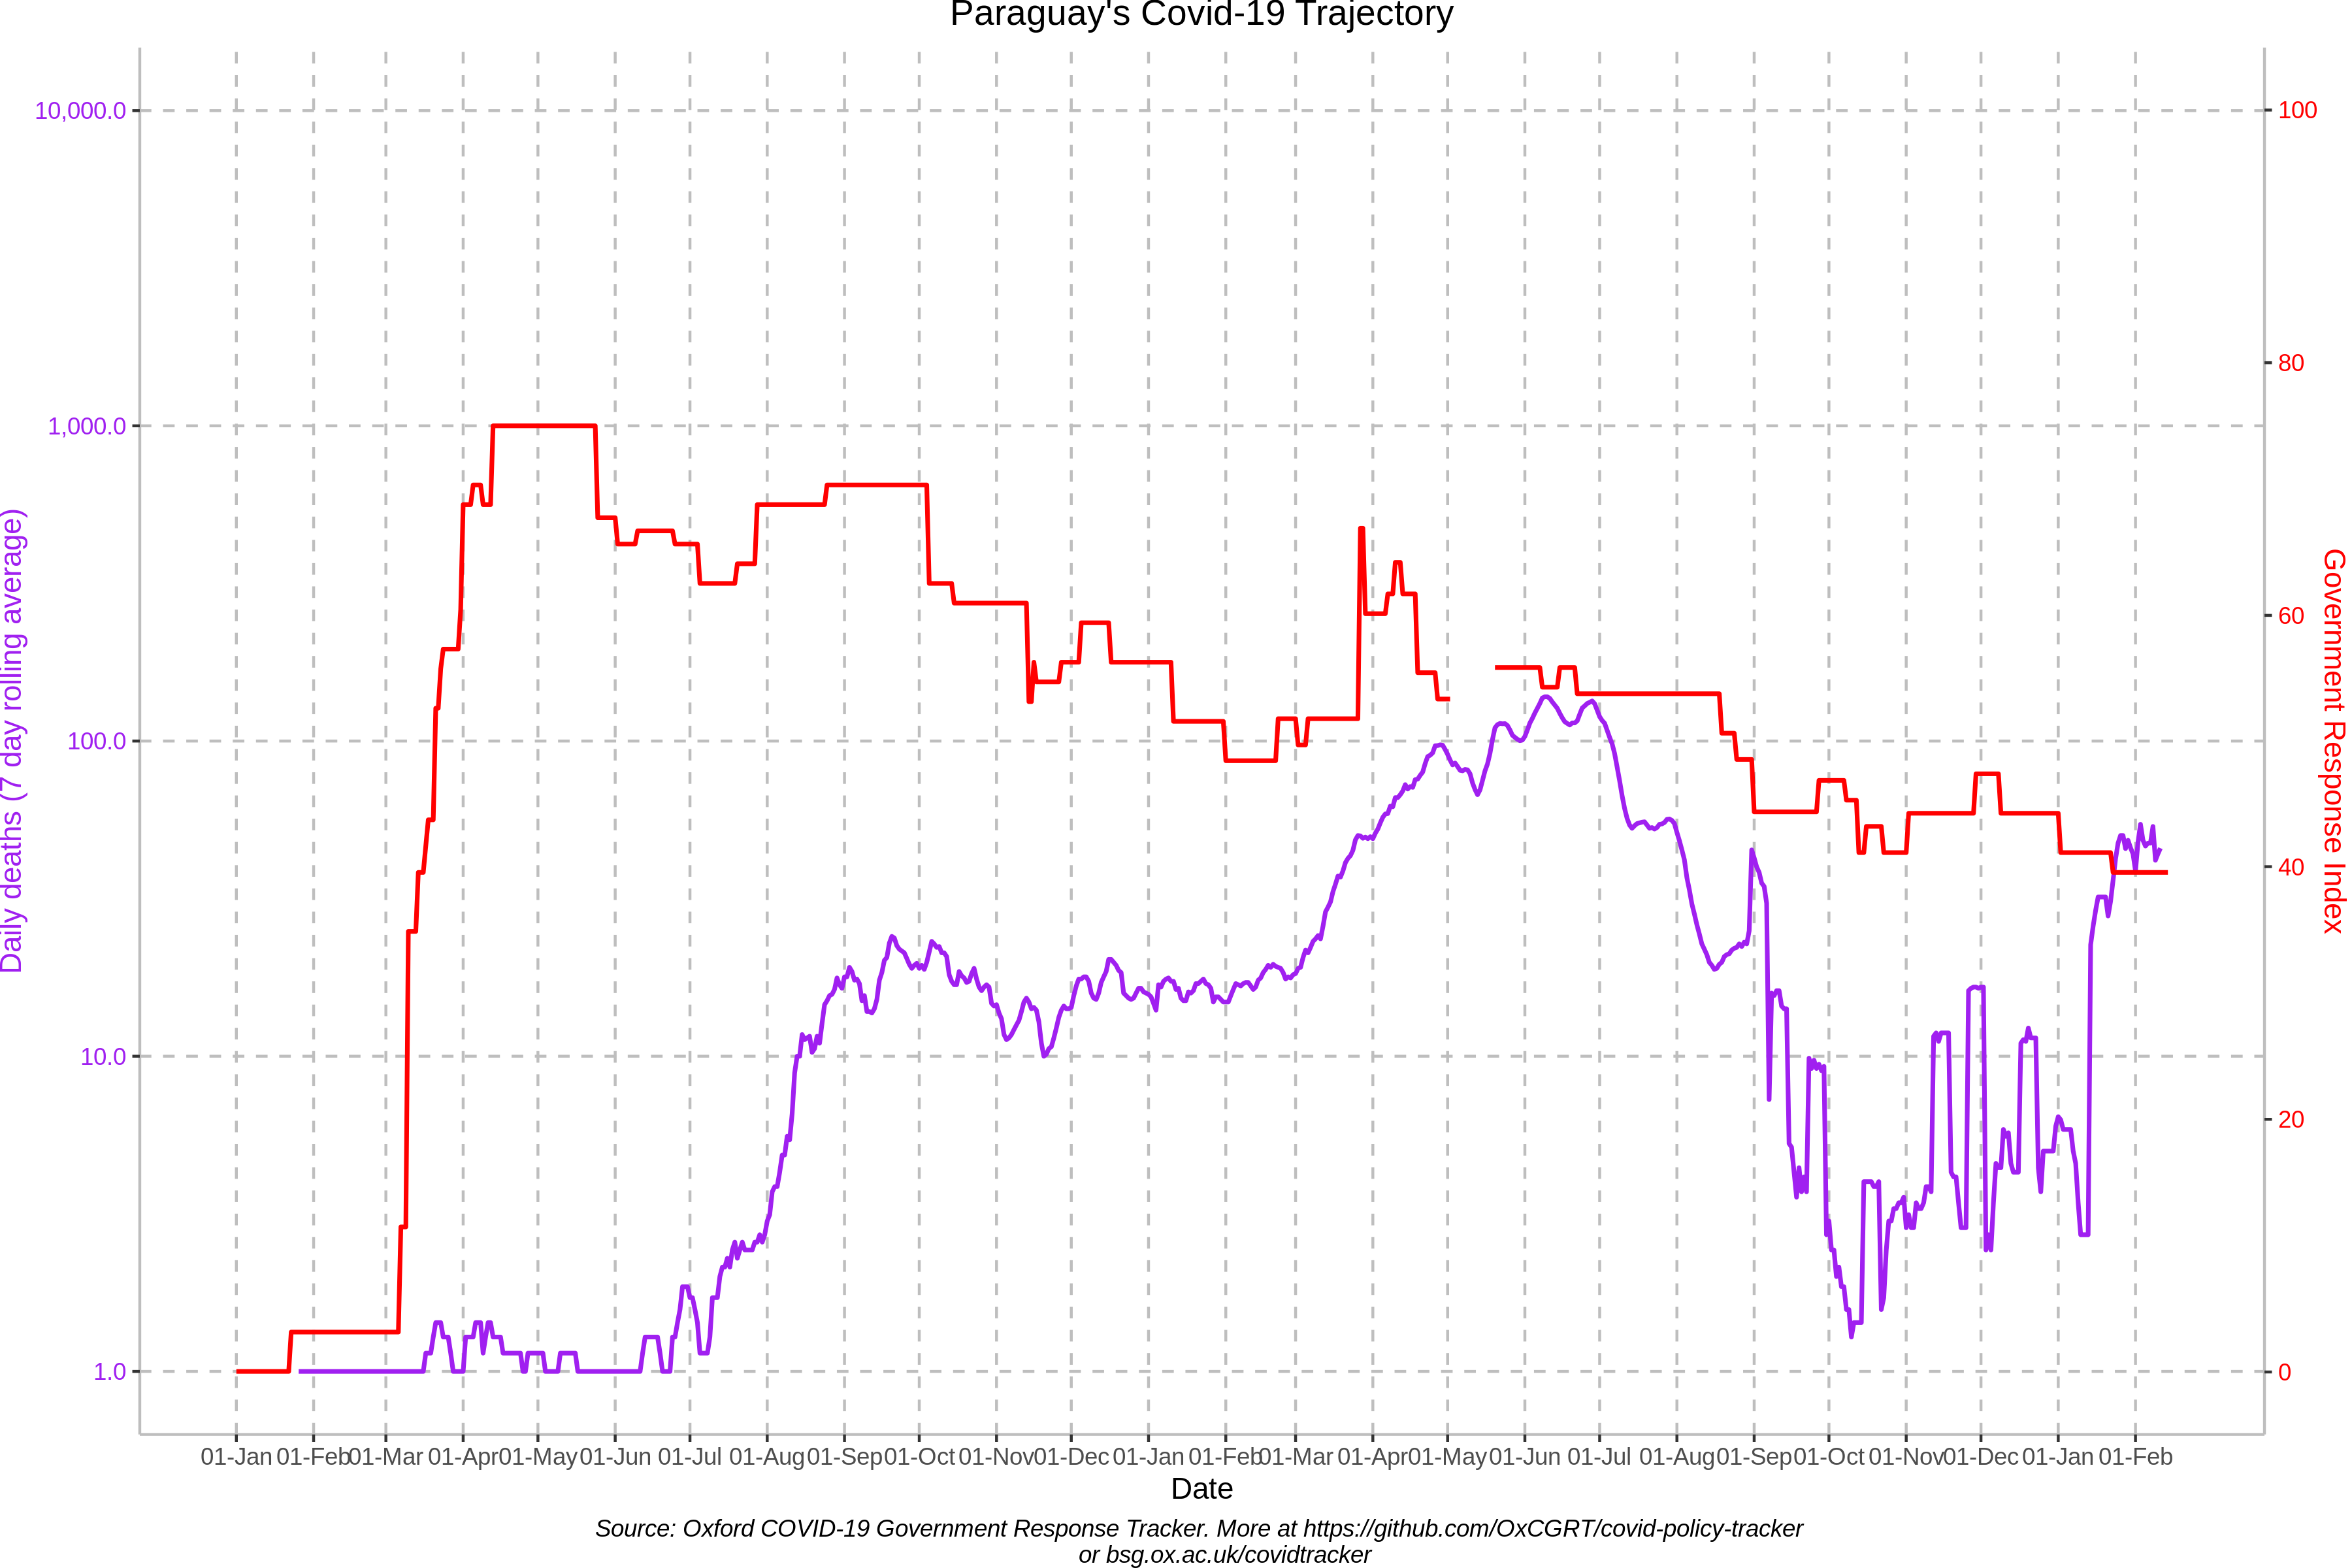 Paraguay's Covid-19 Trajectory
10,000.0
1,000.0
100.0
10.0
1.0
Daily deaths (7 day rolling average)
100
80
60
40
20
0
Government Response Index
01-Jan 01-Feb 01-Mar 01-Apr 01-May 01-Jun 01-Jul 01-Aug 01-Sep 01-Oct 01-Nov 01-Dec 01-Jan 01-Feb 01-Mar 01-Apr 01-May 01-Jun 01-Jul 01-Aug 01-Sep 01-Oct 01-Nov 01-Dec 01-Jan 01-Feb
Date
Source: Oxford COVID-19 Government Response Tracker. More at https://github.com/OxCGRT/covid-policy-tracker
or bsg.ox.ac.uk/covidtracker